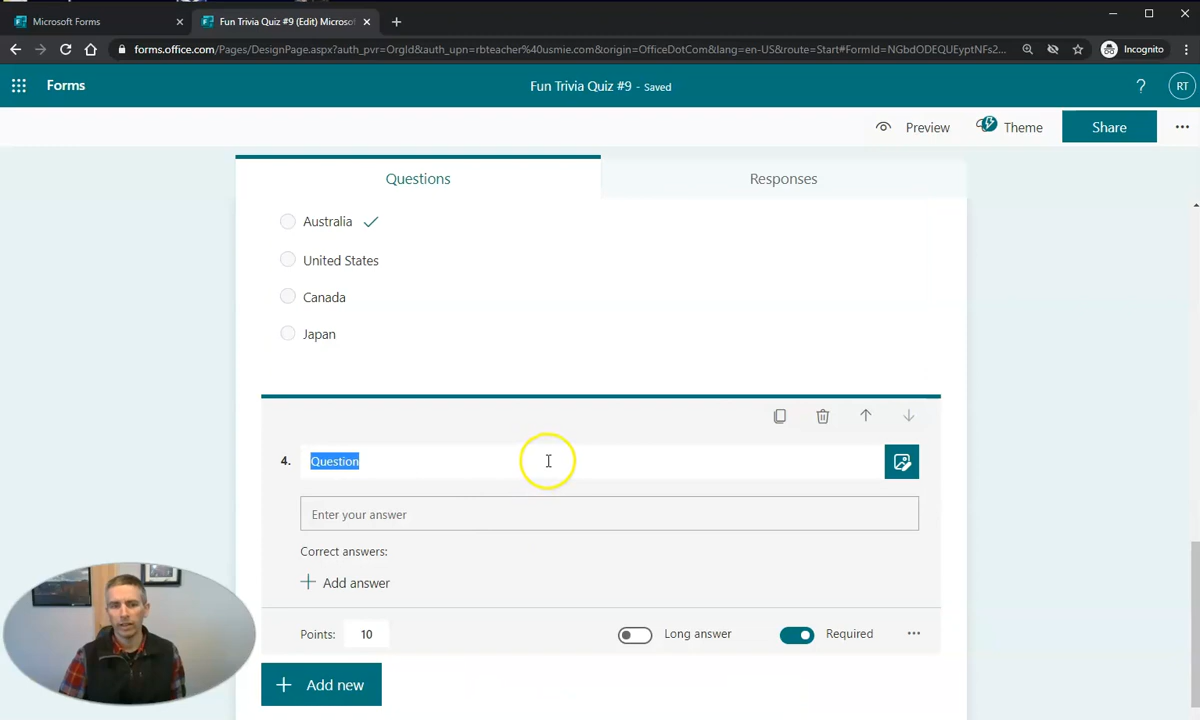 Microsoft Forms
Fun Trivia Quiz #9 (Edit) Microsof
forms.office.com/Pages/DesignPage.aspx?auth_pvr=OrgId&auth_upn=rbteacher%40usmie.com&origin=OfficeDotCom&lang=en-US&route=Start#FormId=NGbdODEQUEyptNFs2...
Incognito
Forms
Fun Trivia Quiz #9 - Saved
? RT
Preview
Theme
Share
Questions
Responses
Australia
United States
Canada
Japan
4. Question
Enter your answer
Correct answers:
+ Add answer
Points: 10
Long answer
Required
+ Add new